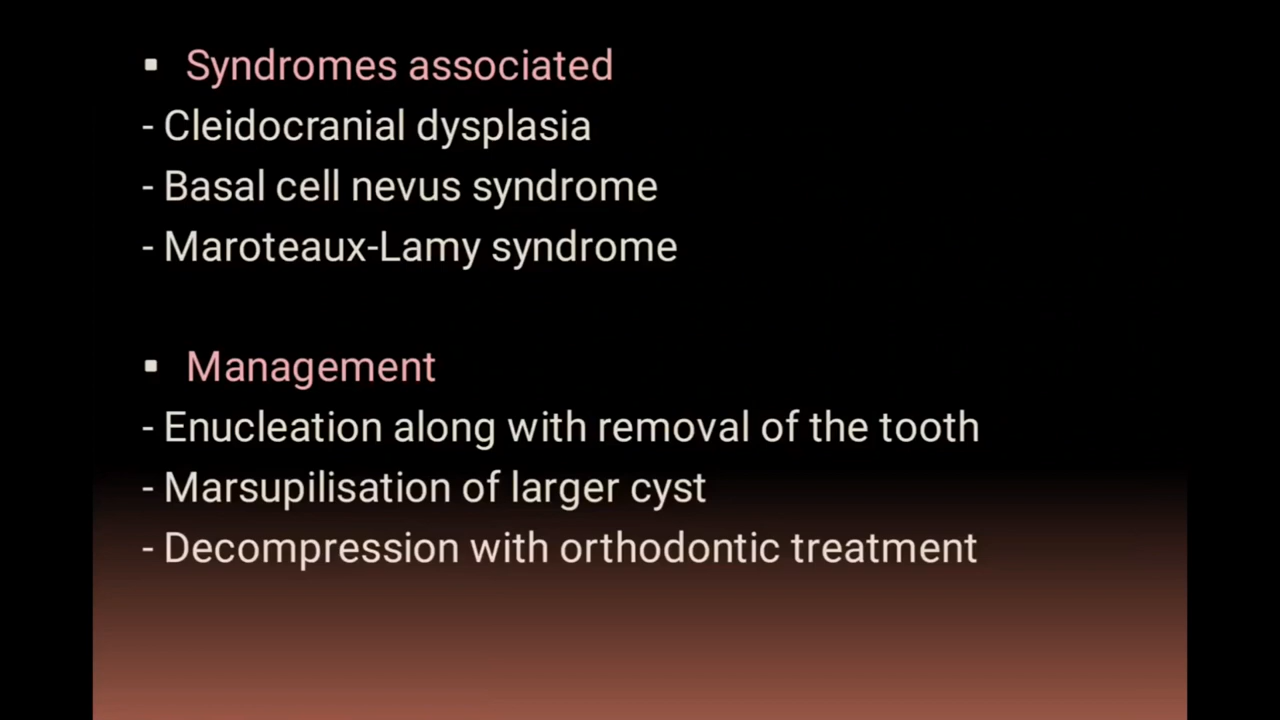 ▪ Syndromes associated
- Cleidocranial dysplasia
- Basal cell nevus syndrome
- Maroteaux-Lamy syndrome
▪ Management
- Enucleation along with removal of the tooth
- Marsupilisation of larger cyst
- Decompression with orthodontic treatment